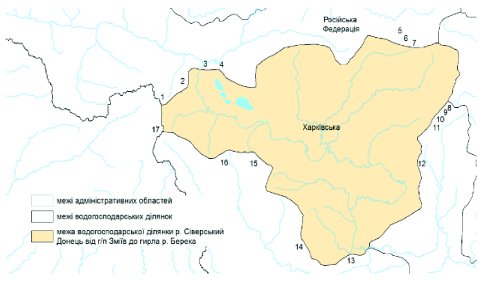 Російська
Федерація
5
6
7
3
4
2
1
8
9
10
11
17
Харківська
12
16
15
14
13
межі адміністративних областей
межі водогосподарських ділянок
межа водогосподарської ділянки р. Сіверський
Донець від г/п Зміїв до гирла р. Берека